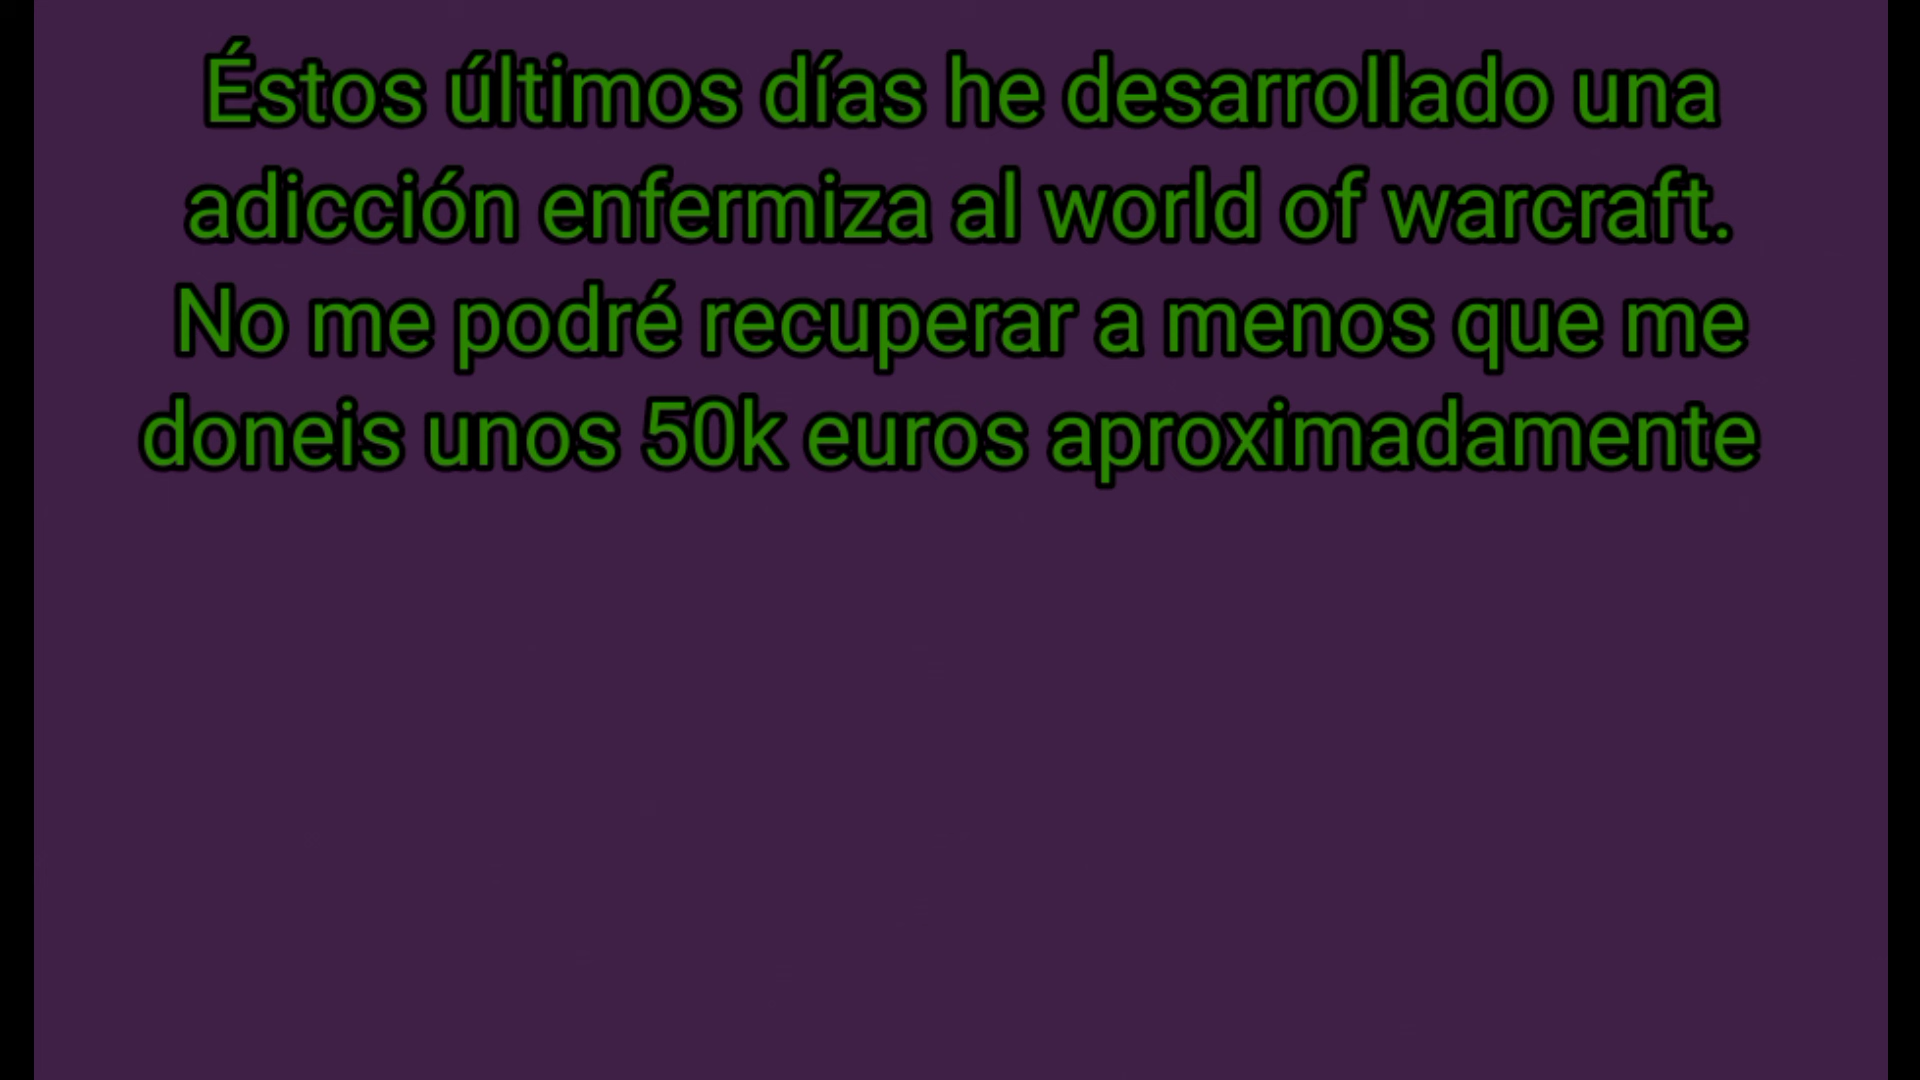 Éstos últimos días he desarrollado una
adicción enfermiza al world of warcraft.
No me podré recuperar a menos que me
doneis unos 50k euros aproximadamente